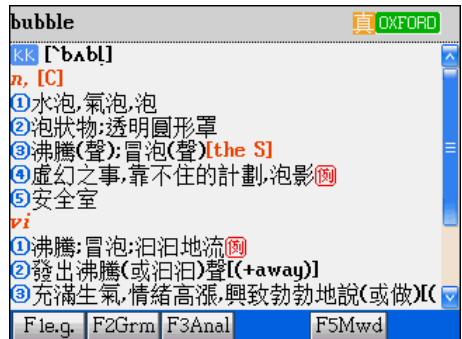 bubble 真 OXFORD
KK [ˋbʌbḷ]
n, [C]
①水泡,氣泡,泡
②泡狀物;透明圓形罩
③沸騰(聲);冒泡(聲)[the S]
④虛幻之事,靠不住的計劃,泡影例
⑤安全室
vi
①沸騰;冒泡;汩汩地流例
②發出沸騰(或汩汩)聲[(+away)]
③充滿生氣,情緒高漲,興致勃勃地說(或做)[(
F1e.g. F2Grm F3Anal F5Mwd